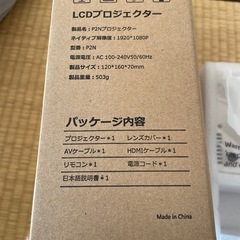 LCDプロジェクター
製品名：P2Nプロジェクター
ネイティブ解像度：1920*1080P
型番：P2N
電源電圧：AC 100-240V50/60Hz
製品サイズ：120*160*70mm
製品重量：503g
パッケージ内容
プロジェクター*1
レンズカバー*1
AVケーブル*1
HDMIケーブル*1
リモコン*1
電源コード*1
日本語説明書*1
Made in China